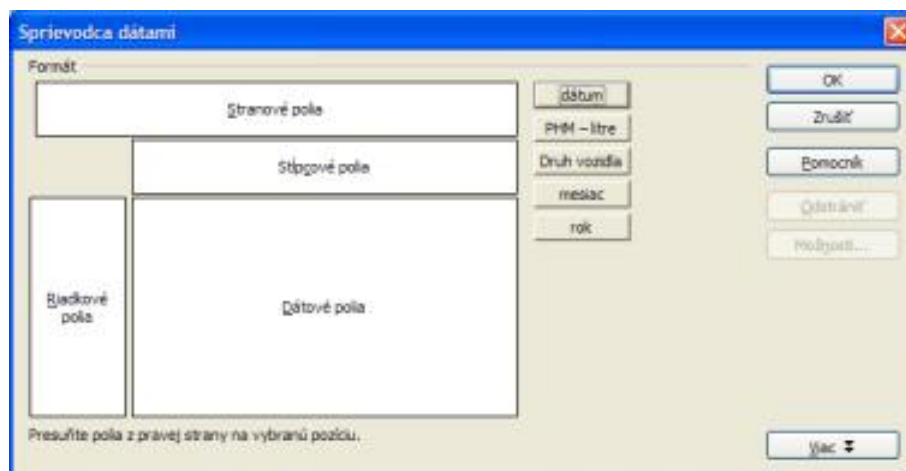 Sprievodca dátami
Formát
Stranové polia
Stĺpcové polia
Riadkové
polia
Dátové polia
dátum
PHM – litre
Druh vozidla
mesiac
rok
OK
Zrušiť
Pomocník
Odstrániť
Možnosti...
Presuňte polia z pravej strany na vybranú pozíciu.
Viac